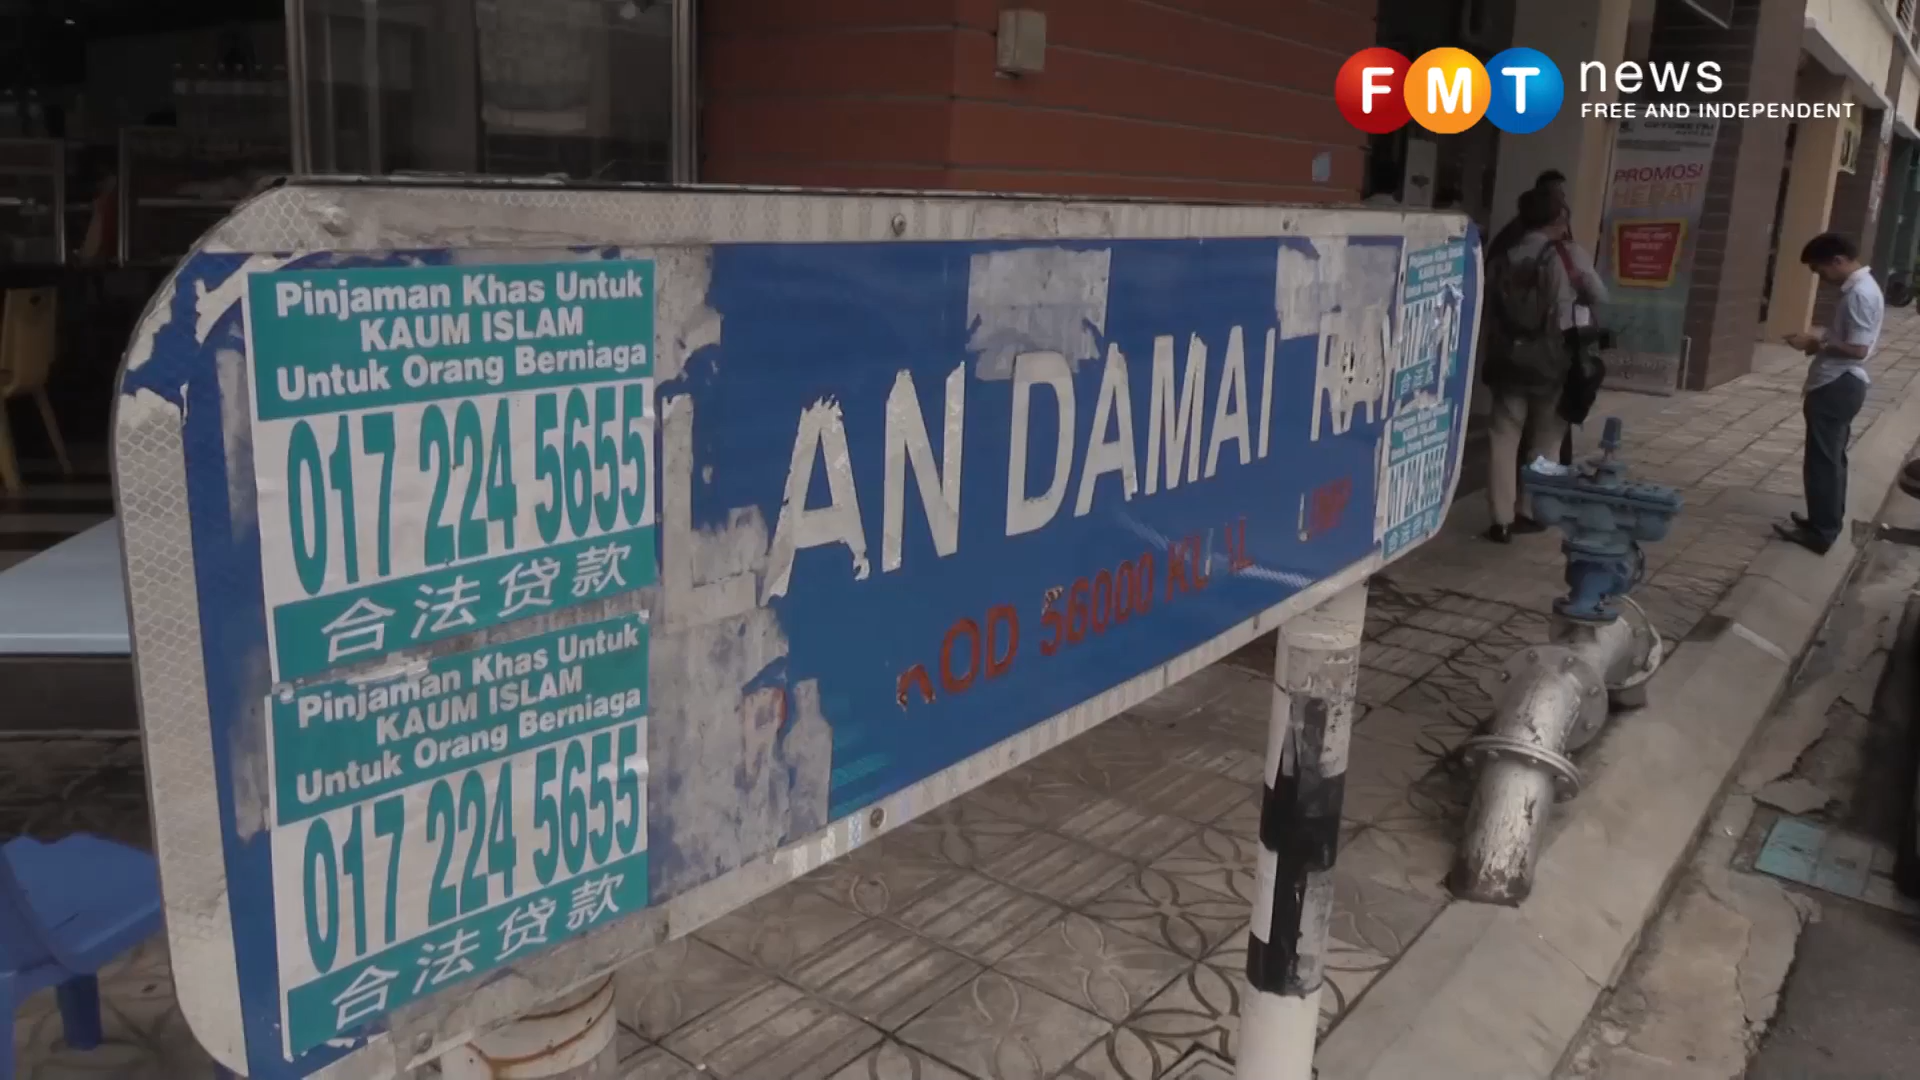 FMT news
FREE AND INDEPENDENT
PROMOSI
HEBAT
Pinjaman Khas Untuk
KAUM ISLAM
Untuk Orang Berniaga
017 224 5655
合法贷款
Pinjaman Khas Untuk
KAUM ISLAM
Untuk Orang Berniaga
017 224 5655
合法贷款
LAN DAMAI
OD 56000